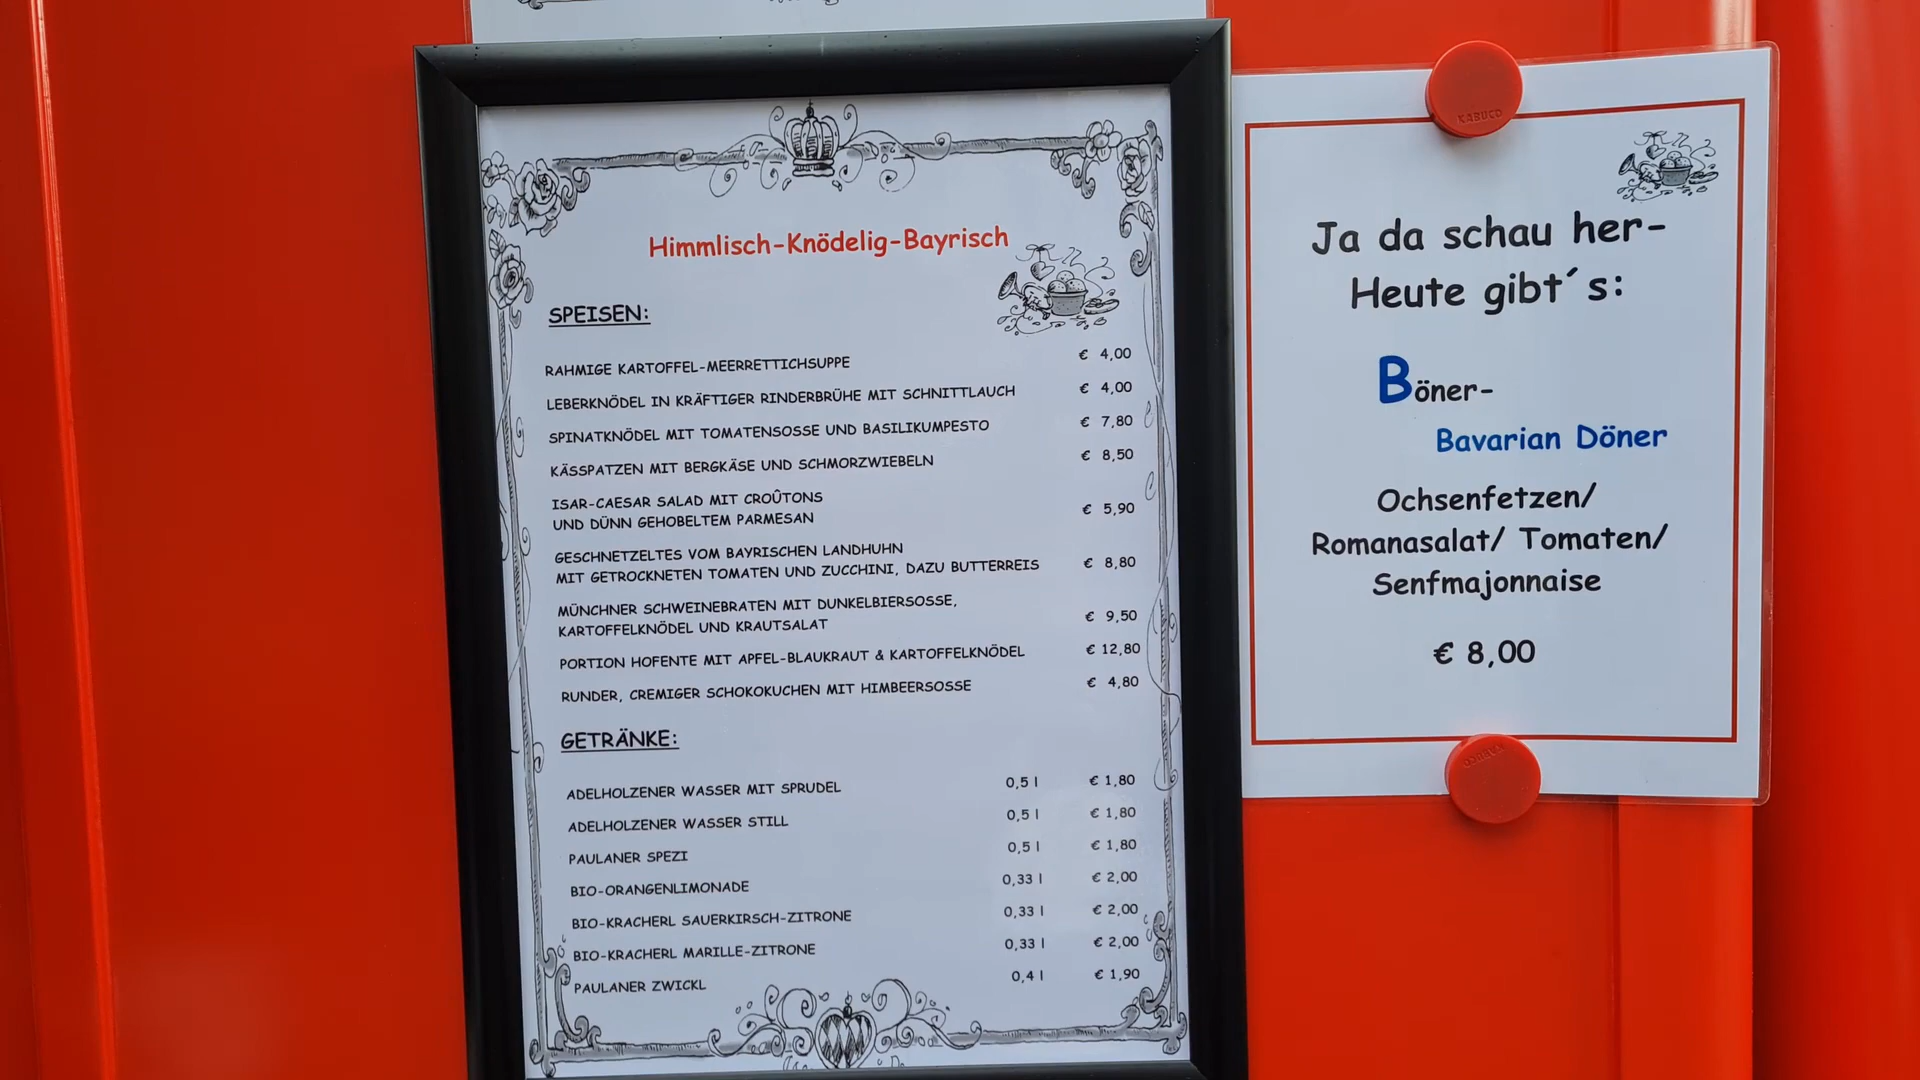 Himmlisch-Knödelig-Bayrisch
SPEISEN:
RAHMIGE KARTOFFEL-MEERRETTICHSUPPE € 4,00
LEBERKNÖDEL IN KRÄFTIGER RINDERBRÜHE MIT SCHNITTLAUCH € 4,00
SPINATKNÖDEL MIT TOMATENSOSSE UND BASILIKUMPESTO € 7,80
KÄSSPATZEN MIT BERGKÄSE UND SCHMORZWIEBELN € 8,50
ISAR-CAESAR SALAD MIT CROÛTONS
UND DÜNN GEHOBELTEM PARMESAN € 5,90
GESCHNETZELTES VOM BAYRISCHEN LANDHUHN
MIT GETROCKNETEN TOMATEN UND ZUCCHINI, DAZU BUTTERREIS € 8,80
MÜNCHNER SCHWEINEBRATEN MIT DUNKELBIERSOSSE,
KARTOFFELKNÖDEL UND KRAUTSALAT € 9,50
PORTION HOFENTE MIT APFEL-BLAUKRAUT & KARTOFFELKNÖDEL € 12,80
RUNDER, CREMIGER SCHOKOKUCHEN MIT HIMBEERSOSSE € 4,80
GETRÄNKE:
ADELHOLZENER WASSER MIT SPRUDEL 0,5 l € 1,80
ADELHOLZENER WASSER STILL 0,5 l € 1,80
PAULANER SPEZI 0,5 l € 1,80
BIO-ORANGENLIMONADE 0,33 l € 2,00
BIO-KRACHERL SAUERKIRSCH-ZITRONE 0,33 l € 2,00
BIO-KRACHERL MARILLE-ZITRONE 0,33 l € 2,00
PAULANER ZWICKL 0,4 l € 1,90
KABUCO
Ja da schau her-
Heute gibt´s:
Böner-
Bavarian Döner
Ochsenfetzen/
Romanasalat/ Tomaten/
Senfmajonnaise
€ 8,00
KABUCO